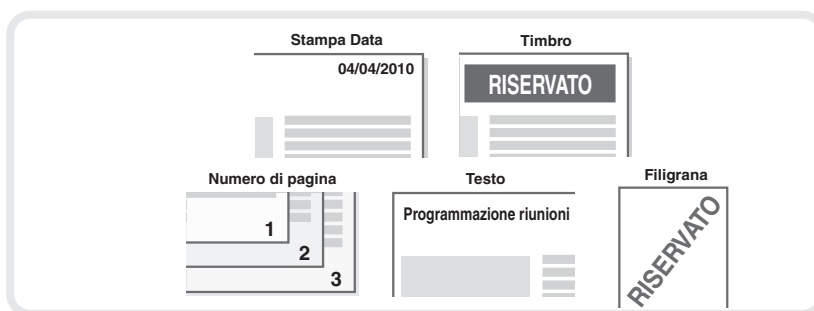 Stampa Data
04/04/2010
Timbro
RISERVATO
Numero di pagina
1
2
3
Testo
Programmazione riunioni
Filigrana
RISERVATO